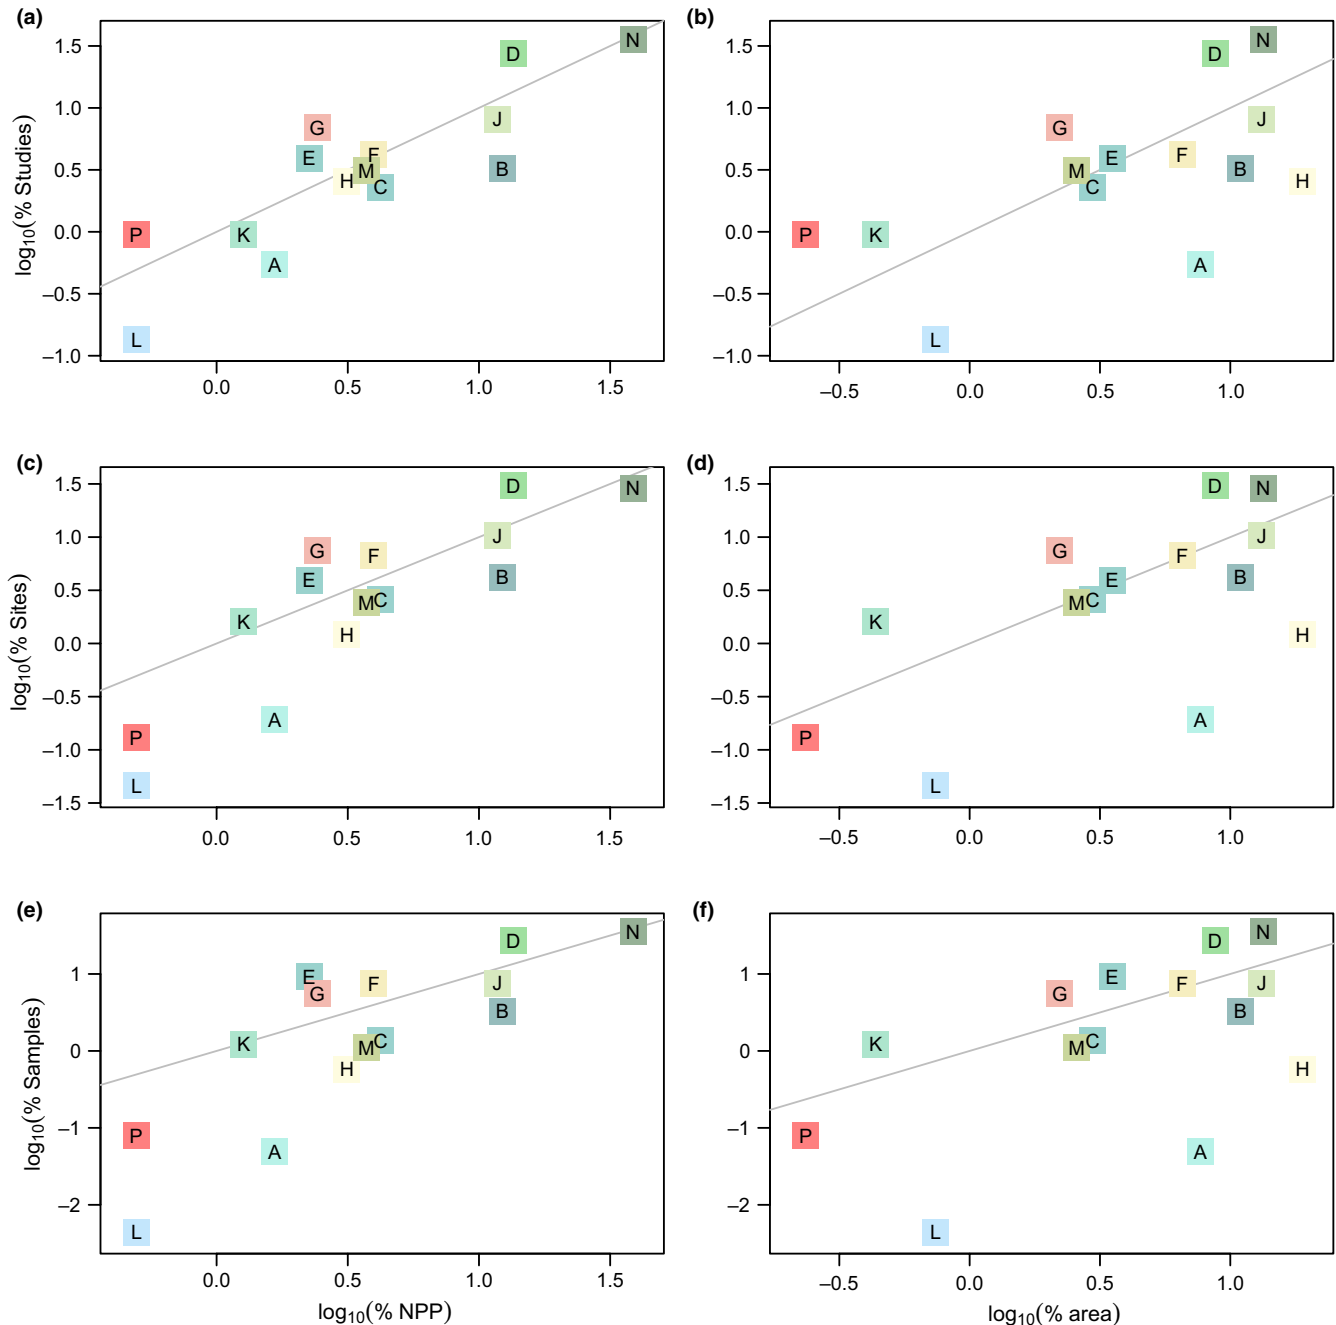 (a)
log10(% Studies)
1.5
1.0
0.5
0.0
–0.5
–1.0
N
D
J
G
F
E
M
B
H
C
P
K
A
L
0.0 0.5 1.0 1.5
(b)
1.5
1.0
0.5
0.0
–0.5
–1.0
N
D
J
G
F
E
M
B
H
C
P
K
A
L
–0.5 0.0 0.5 1.0
(c)
log10(% Sites)
1.5
1.0
0.5
0.0
–0.5
–1.0
–1.5
D
N
J
G
F
E
B
M C
K
H
A
P
L
0.0 0.5 1.0 1.5
(d)
1.5
1.0
0.5
0.0
–0.5
–1.0
–1.5
D
N
J
G
F
E
B
M C
K
H
A
P
L
–0.5 0.0 0.5 1.0
(e)
log10(% Samples)
1
0
–1
–2
N
D
E
F
J
G
B
K
M C
H
P
A
L
0.0 0.5 1.0 1.5
log10(% NPP)
(f)
1
0
–1
–2
N
D
E
F
J
G
B
K
M C
H
P
A
L
–0.5 0.0 0.5 1.0
log10(% area)